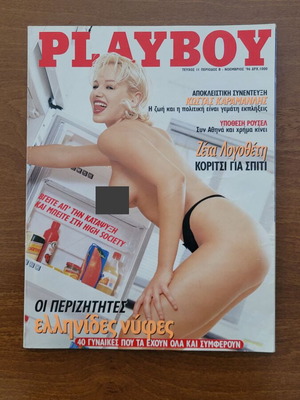 PLAYBOY
ΑΠΟΚΛΕΙΣΤΙΚΗ ΣΥΝΕΝΤΕΥΞΗ
ΚΩΣΤΑΣ ΚΑΡΑΜΑΝΛΗΣ
Η ζωή και η πολιτική είναι γεμάτη εκπλήξεις
ΥΠΟΘΕΣΗ ΡΟΥΣΕΛ
Συν Αθηνά και χρήμα κινεί
Ζέτα Λογοθέτη
ΚΟΡΙΤΣΙ ΓΙΑ ΣΠΙΤΙ
ΒΓΕΙΤΕ ΑΠ' ΤΗΝ ΚΑΤΑΨΥΞΗ
ΚΑΙ ΜΠΕΙΤΕ ΣΤΗ HIGH SOCIETY
ΟΙ ΠΕΡΙΖΗΤΗΤΕΣ
ελληνίδες νύφες
40 ΓΥΝΑΙΚΕΣ ΠΟΥ ΤΑ ΕΧΟΥΝ ΟΛΑ ΚΑΙ ΣΥΜΦΕΡΟΥΝ